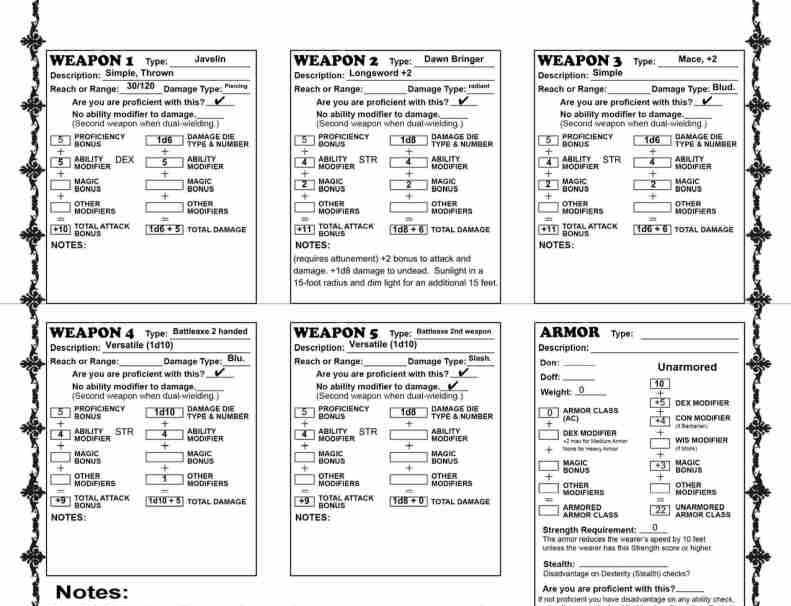 WEAPON 1 Type: Javelin
Description: Simple, Thrown
Reach or Range: 30/120 Damage Type: Piercing
Are you are proficient with this? ✓
No ability modifier to damage.
(Second weapon when dual-wielding.)
5 PROFICIENCY BONUS 1d6 DAMAGE DIE TYPE & NUMBER
+ +
5 ABILITY MODIFIER DEX 5 ABILITY MODIFIER
+ +
MAGIC BONUS MAGIC BONUS
+ +
OTHER MODIFIERS OTHER MODIFIERS
= =
+10 TOTAL ATTACK BONUS 1d6 + 5 TOTAL DAMAGE
NOTES:
WEAPON 2 Type: Dawn Bringer
Description: Longsword +2
Reach or Range: Damage Type: radiant
Are you are proficient with this? ✓
No ability modifier to damage.
(Second weapon when dual-wielding.)
5 PROFICIENCY BONUS 1d8 DAMAGE DIE TYPE & NUMBER
+ +
4 ABILITY MODIFIER STR 4 ABILITY MODIFIER
+ +
2 MAGIC BONUS 2 MAGIC BONUS
+ +
OTHER MODIFIERS OTHER MODIFIERS
= =
+11 TOTAL ATTACK BONUS 1d8 + 6 TOTAL DAMAGE
NOTES:
(requires attunement) +2 bonus to attack and
damage. +1d8 damage to undead. Sunlight in a
15-foot radius and dim light for an additional 15 feet.
WEAPON 3 Type: Mace, +2
Description: Simple
Reach or Range: Damage Type: Blud.
Are you are proficient with this? ✓
No ability modifier to damage.
(Second weapon when dual-wielding.)
5 PROFICIENCY BONUS 1d6 DAMAGE DIE TYPE & NUMBER
+ +
4 ABILITY MODIFIER STR 4 ABILITY MODIFIER
+ +
2 MAGIC BONUS 2 MAGIC BONUS
+ +
OTHER MODIFIERS OTHER MODIFIERS
= =
+11 TOTAL ATTACK BONUS 1d6 + 6 TOTAL DAMAGE
NOTES:
WEAPON 4 Type: Battleaxe 2 handed
Description: Versatile (1d10)
Reach or Range: Damage Type: Blu.
Are you are proficient with this? ✓
No ability modifier to damage.
(Second weapon when dual-wielding.)
5 PROFICIENCY BONUS 1d10 DAMAGE DIE TYPE & NUMBER
+ +
4 ABILITY MODIFIER STR 4 ABILITY MODIFIER
+ +
MAGIC BONUS MAGIC BONUS
+ +
OTHER MODIFIERS 1 OTHER MODIFIERS
= =
+9 TOTAL ATTACK BONUS 1d10 + 5 TOTAL DAMAGE
NOTES:
WEAPON 5 Type: Battleaxe 2nd weapon
Description: Versatile (1d10)
Reach or Range: Damage Type: Slash.
Are you are proficient with this? ✓
No ability modifier to damage. ✓
(Second weapon when dual-wielding.)
5 PROFICIENCY BONUS 1d8 DAMAGE DIE TYPE & NUMBER
+ +
4 ABILITY MODIFIER STR ABILITY MODIFIER
+ +
MAGIC BONUS MAGIC BONUS
+ +
OTHER MODIFIERS OTHER MODIFIERS
= =
+9 TOTAL ATTACK BONUS 1d8 + 0 TOTAL DAMAGE
NOTES:
ARMOR Type:
Description:
Don:
Doff:
Weight: 0
0 ARMOR CLASS (AC)
+
DEX MODIFIER
+2 max for Medium Armor
None for Heavy Armor
+
MAGIC BONUS
+
OTHER MODIFIERS
=
ARMORED ARMOR CLASS
Unarmored
10
+
+5 DEX MODIFIER
+
+4 CON MODIFIER
(if Barbarian)
+
WIS MODIFIER
(if Monk)
+
+3 MAGIC BONUS
+
OTHER MODIFIERS
=
22 UNARMORED ARMOR CLASS
Strength Requirement: 0
The armor reduces the wearer's speed by 10 feet
unless the wearer has this Strength score or higher.
Stealth:
Disadvantage on Dexterity (Stealth) checks?
Are you are proficient with this?
If not proficient you have disadvantage on any ability check,
Notes: